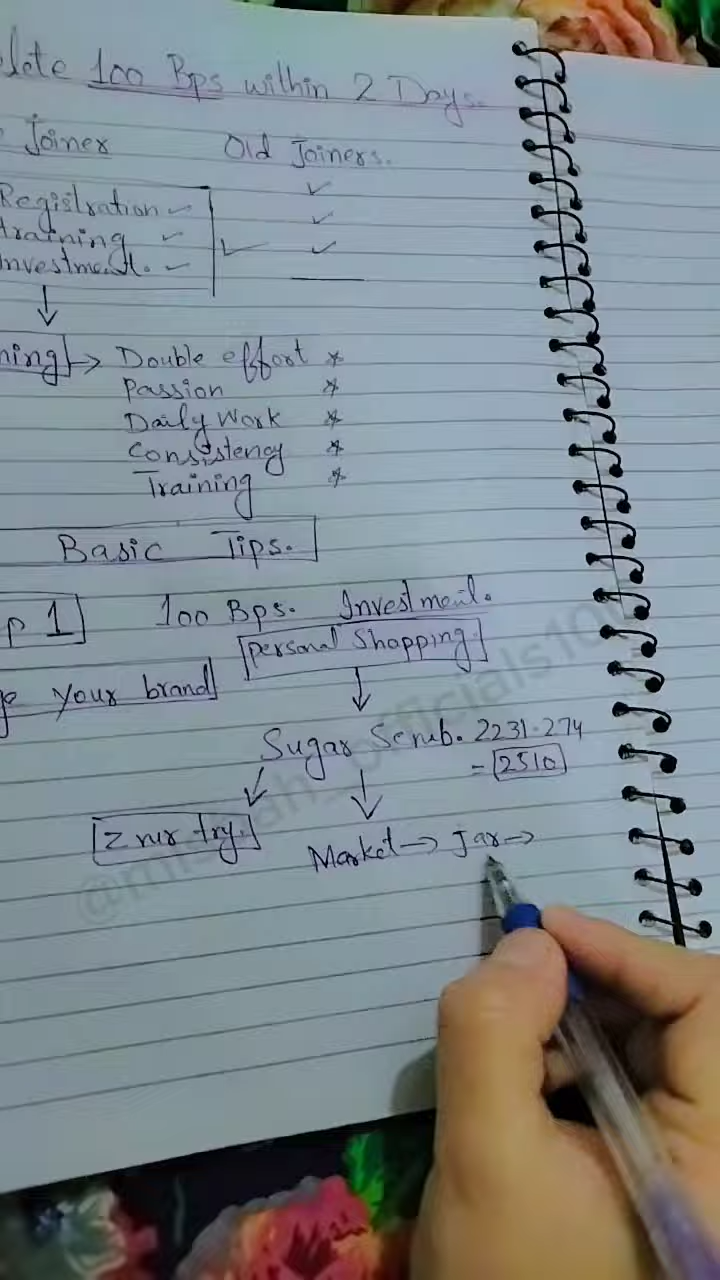 lete 100 Bps within 2 Days.
Joiner Old Joiners.
Registration
training
Investment.
ning → Double effort *
Passion *
Daily Work *
Consistency *
Training *
Basic Tips.
p 1 100 Bps. Investment.
personal shopping
your brand
Sugar Scrub. 2231.274
= 2510
try.
Market → Jar →